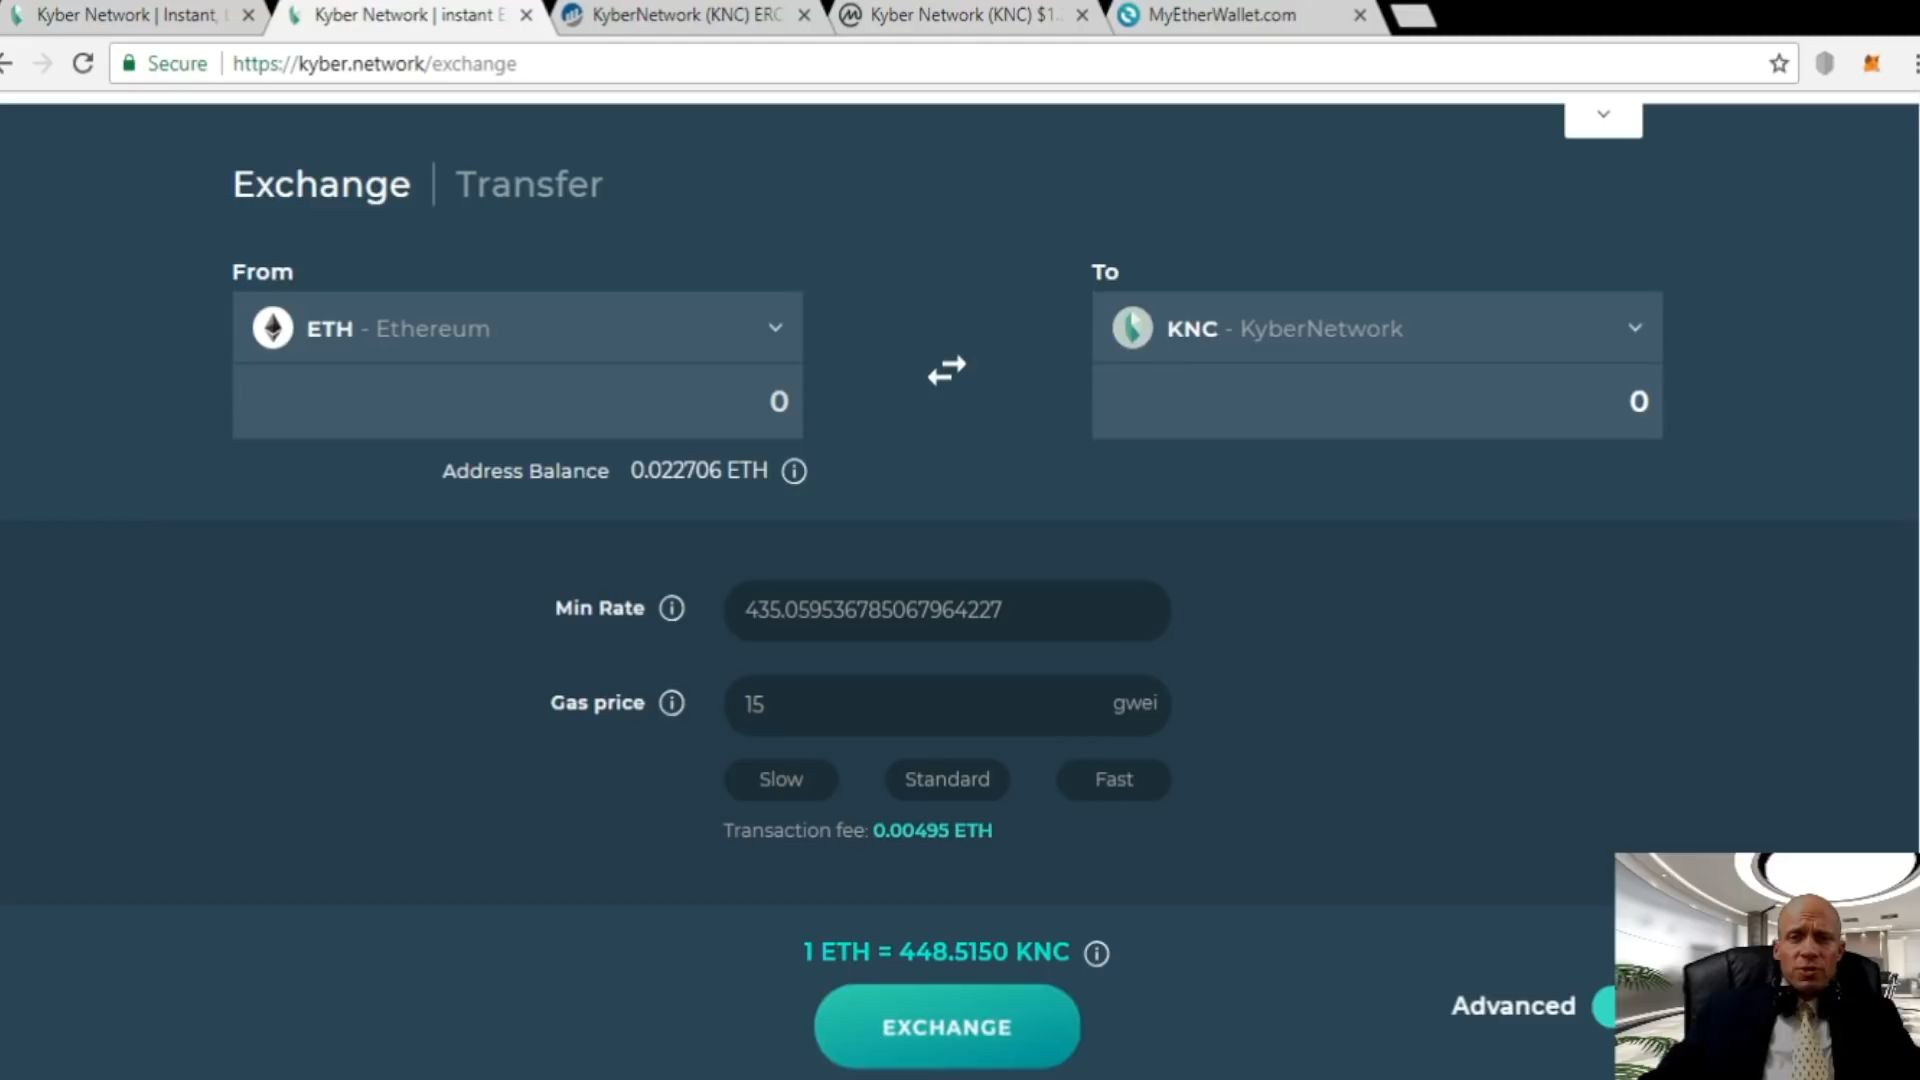 Kyber Network | Instant,
Kyber Network | instant E
KyberNetwork (KNC) ERC
Kyber Network (KNC) $1.
MyEtherWallet.com
Secure
https://kyber.network/exchange
Exchange
Transfer
From
To
ETH - Ethereum
KNC - KyberNetwork
0
0
Address Balance 0.022706 ETH
Min Rate
435.059536785067964227
Gas price
15
gwei
Slow
Standard
Fast
Transaction fee: 0.00495 ETH
1 ETH = 448.5150 KNC
EXCHANGE
Advanced